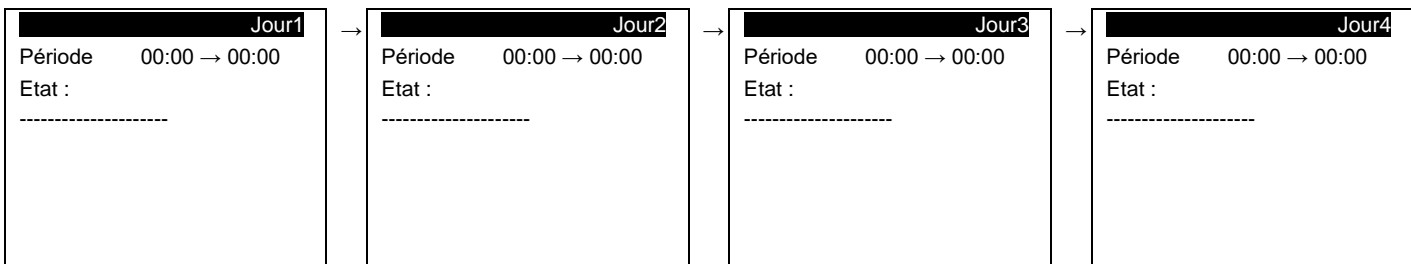 Jour1
Période 00:00 → 00:00
Etat :
---------------------
→
Jour2
Période 00:00 → 00:00
Etat :
---------------------
→
Jour3
Période 00:00 → 00:00
Etat :
---------------------
→
Jour4
Période 00:00 → 00:00
Etat :
---------------------